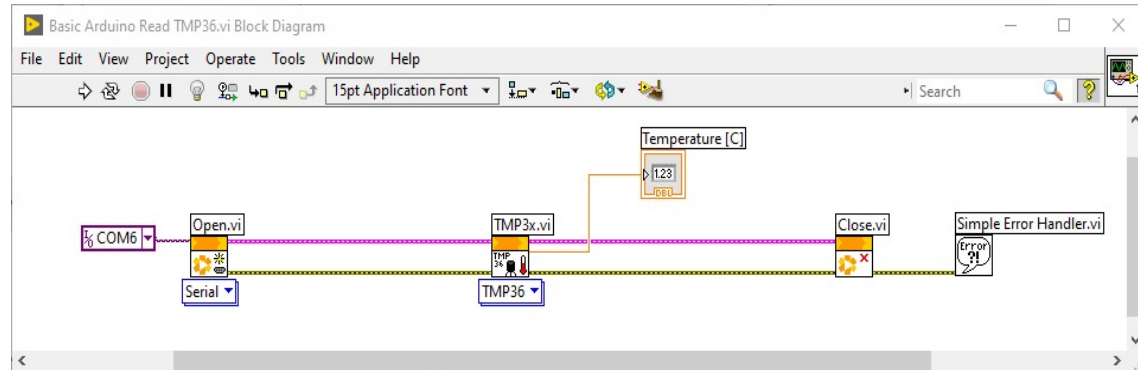 Basic Arduino Read TMP36.vi Block Diagram
File Edit View Project Operate Tools Window Help
15pt Application Font
Search
Temperature [C]
1.23
DBL
COM6
Open.vi
Serial
TMP3x.vi
TMP
36
TMP36
Close.vi
Simple Error Handler.vi
Error
?!